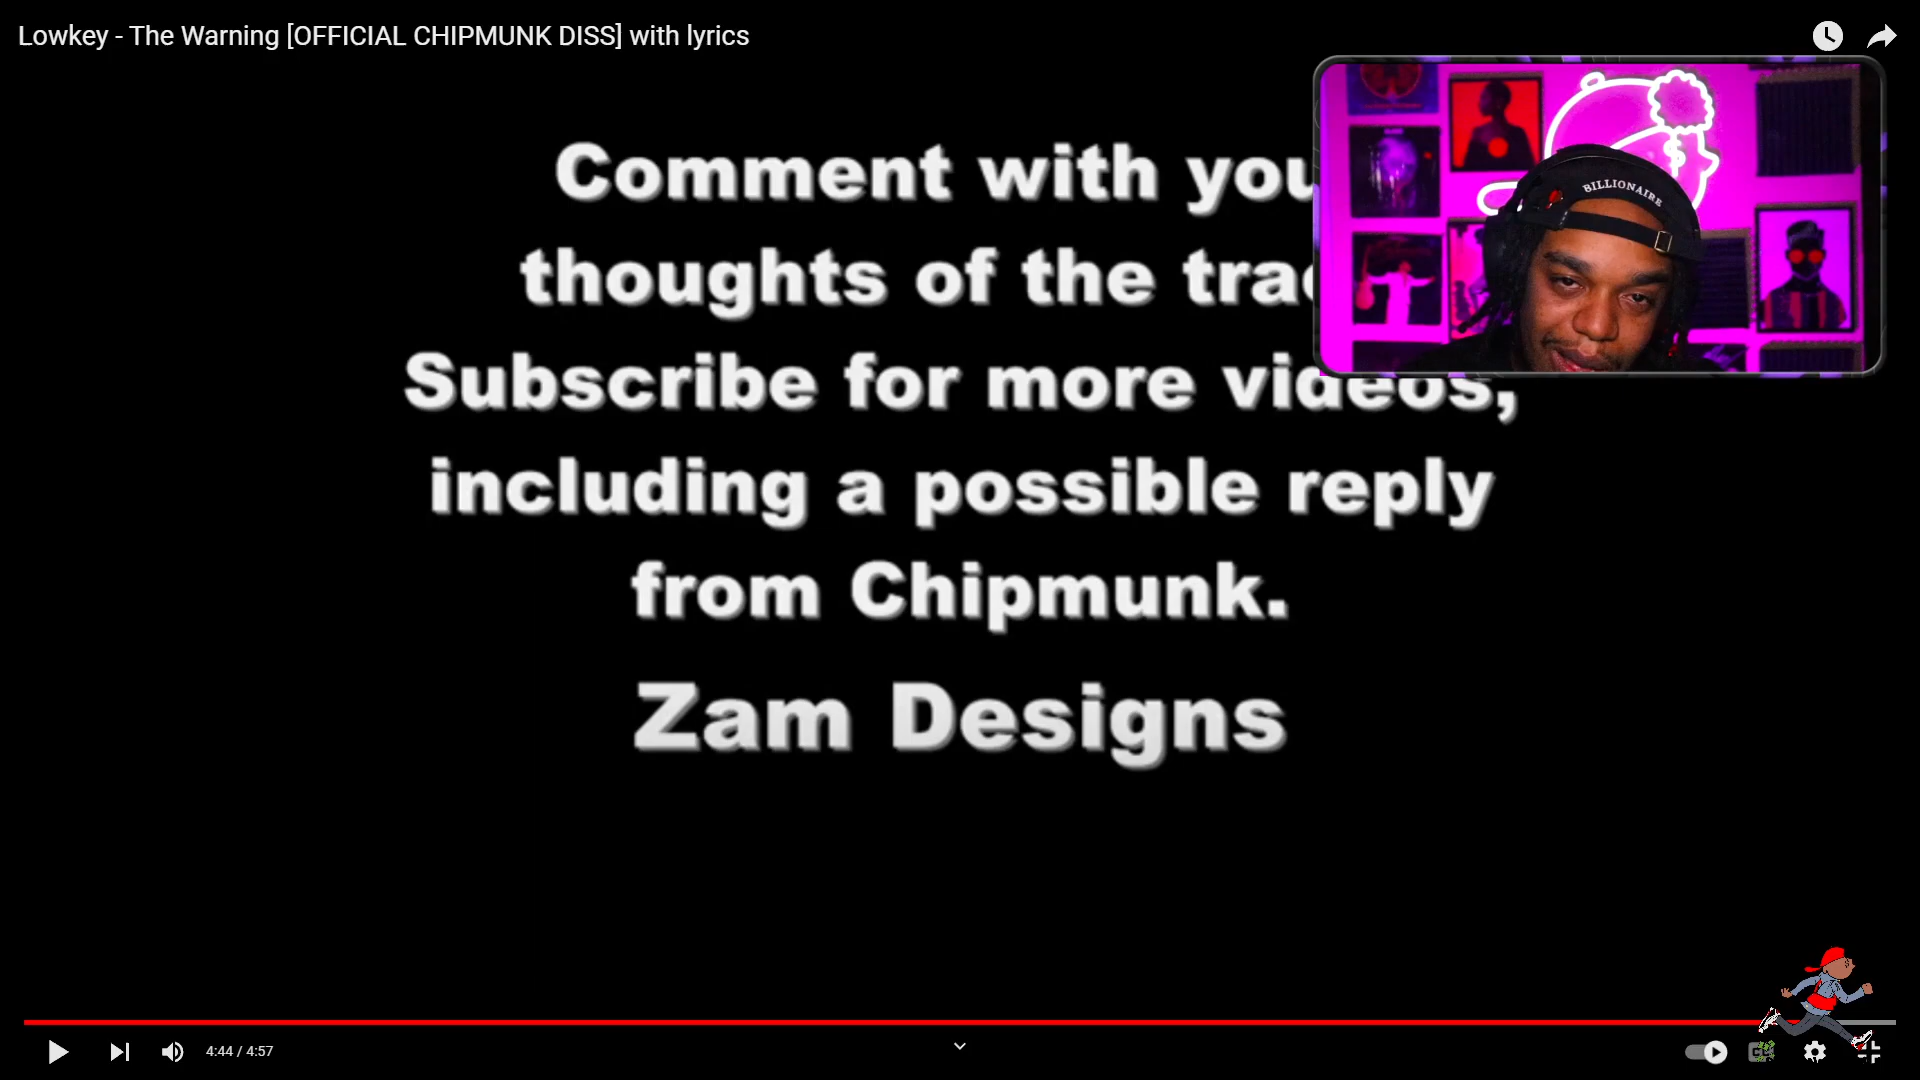 Lowkey - The Warning [OFFICIAL CHIPMUNK DISS] with lyrics
BILLIONAIRE
Comment with you
thoughts of the trac
Subscribe for more videos,
including a possible reply
from Chipmunk.
Zam Designs
4:44 / 4:57